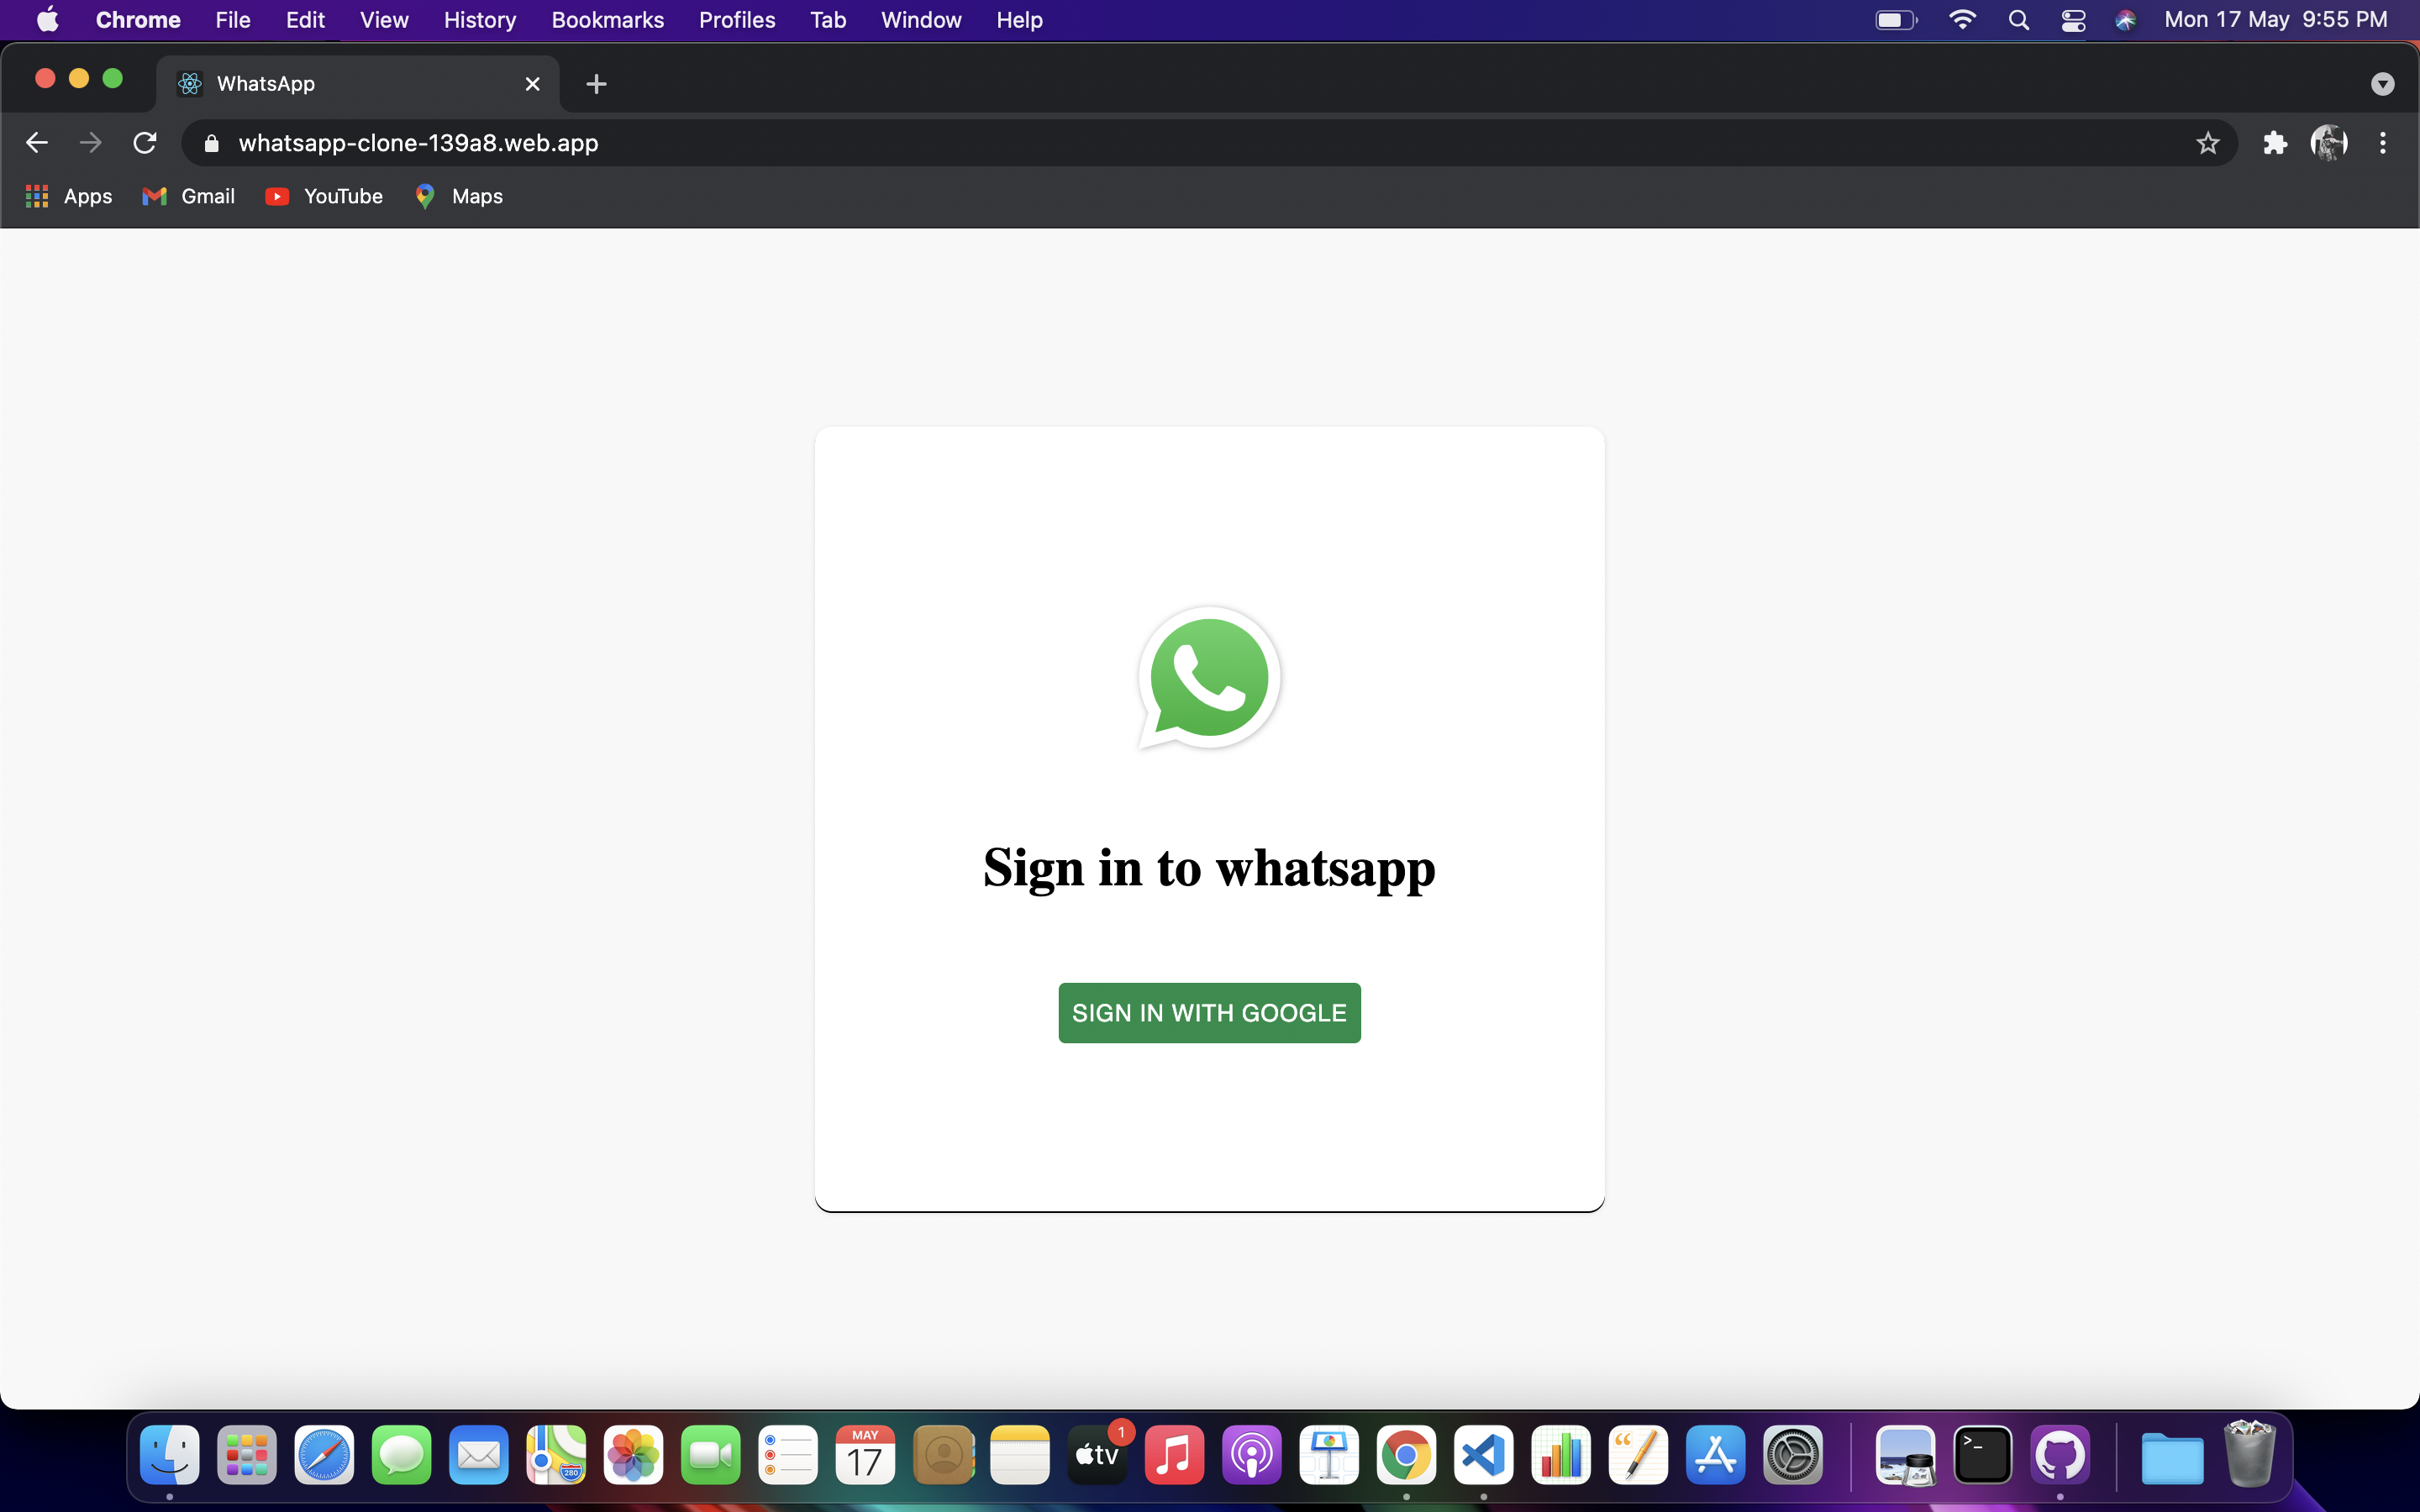 Chrome File Edit View History Bookmarks Profiles Tab Window Help Mon 17 May 9:55 PM
WhatsApp
whatsapp-clone-139a8.web.app
Apps Gmail YouTube Maps
Sign in to whatsapp
SIGN IN WITH GOOGLE
280
MAY
17
tv
1
>_